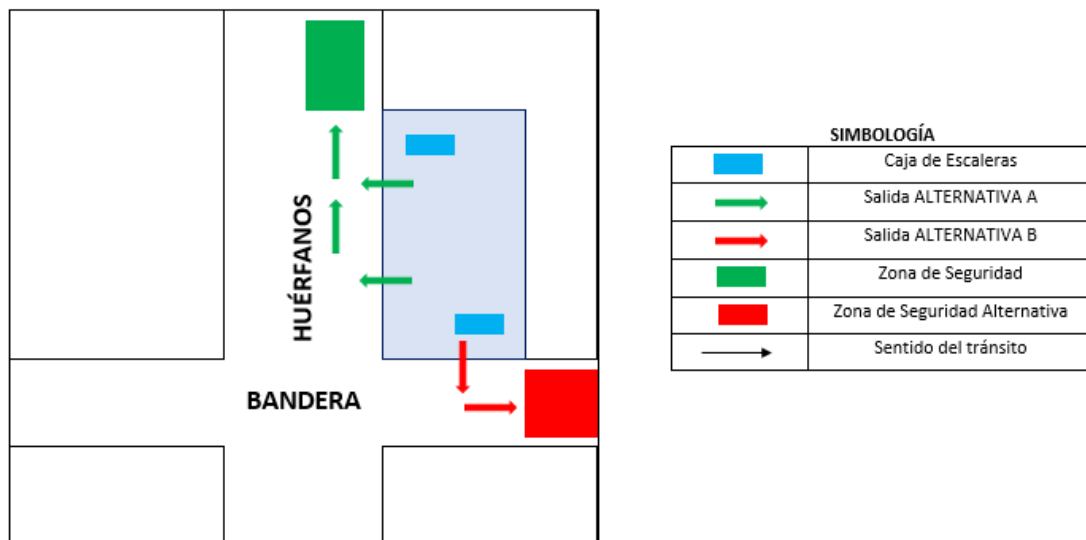 HUÉRFANOS
BANDERA
SIMBOLOGÍA
Caja de Escaleras
Salida ALTERNATIVA A
Salida ALTERNATIVA B
Zona de Seguridad
Zona de Seguridad Alternativa
Sentido del tránsito